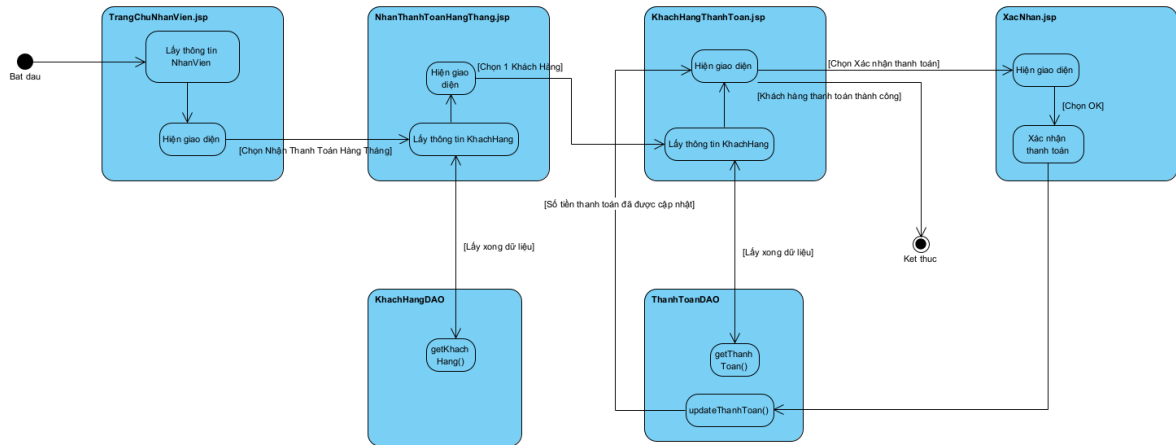 TrangChuNhanVien.jsp
NhanThanhToanHangThang.jsp
KhachHangThanhToan.jsp
XacNhan.jsp
Bat dau
Lấy thông tin
NhanVien
Hiện giao diện
[Chọn Nhận Thanh Toán Hàng Tháng]
Hiện giao
diện
[Chọn 1 Khách Hàng]
Lấy thông tin KhachHang
Hiện giao diện
[Chọn Xác nhận thanh toán]
[Khách hàng thanh toán thành công]
Lấy thông tin KhachHang
Hiện giao diện
[Chọn OK]
Xác nhận
thanh toán
[Số tiền thanh toán đã được cập nhật]
[Lấy xong dữ liệu]
[Lấy xong dữ liệu]
Ket thuc
KhachHangDAO
getKhach
Hang()
ThanhToanDAO
getThanh
Toan()
updateThanhToan()